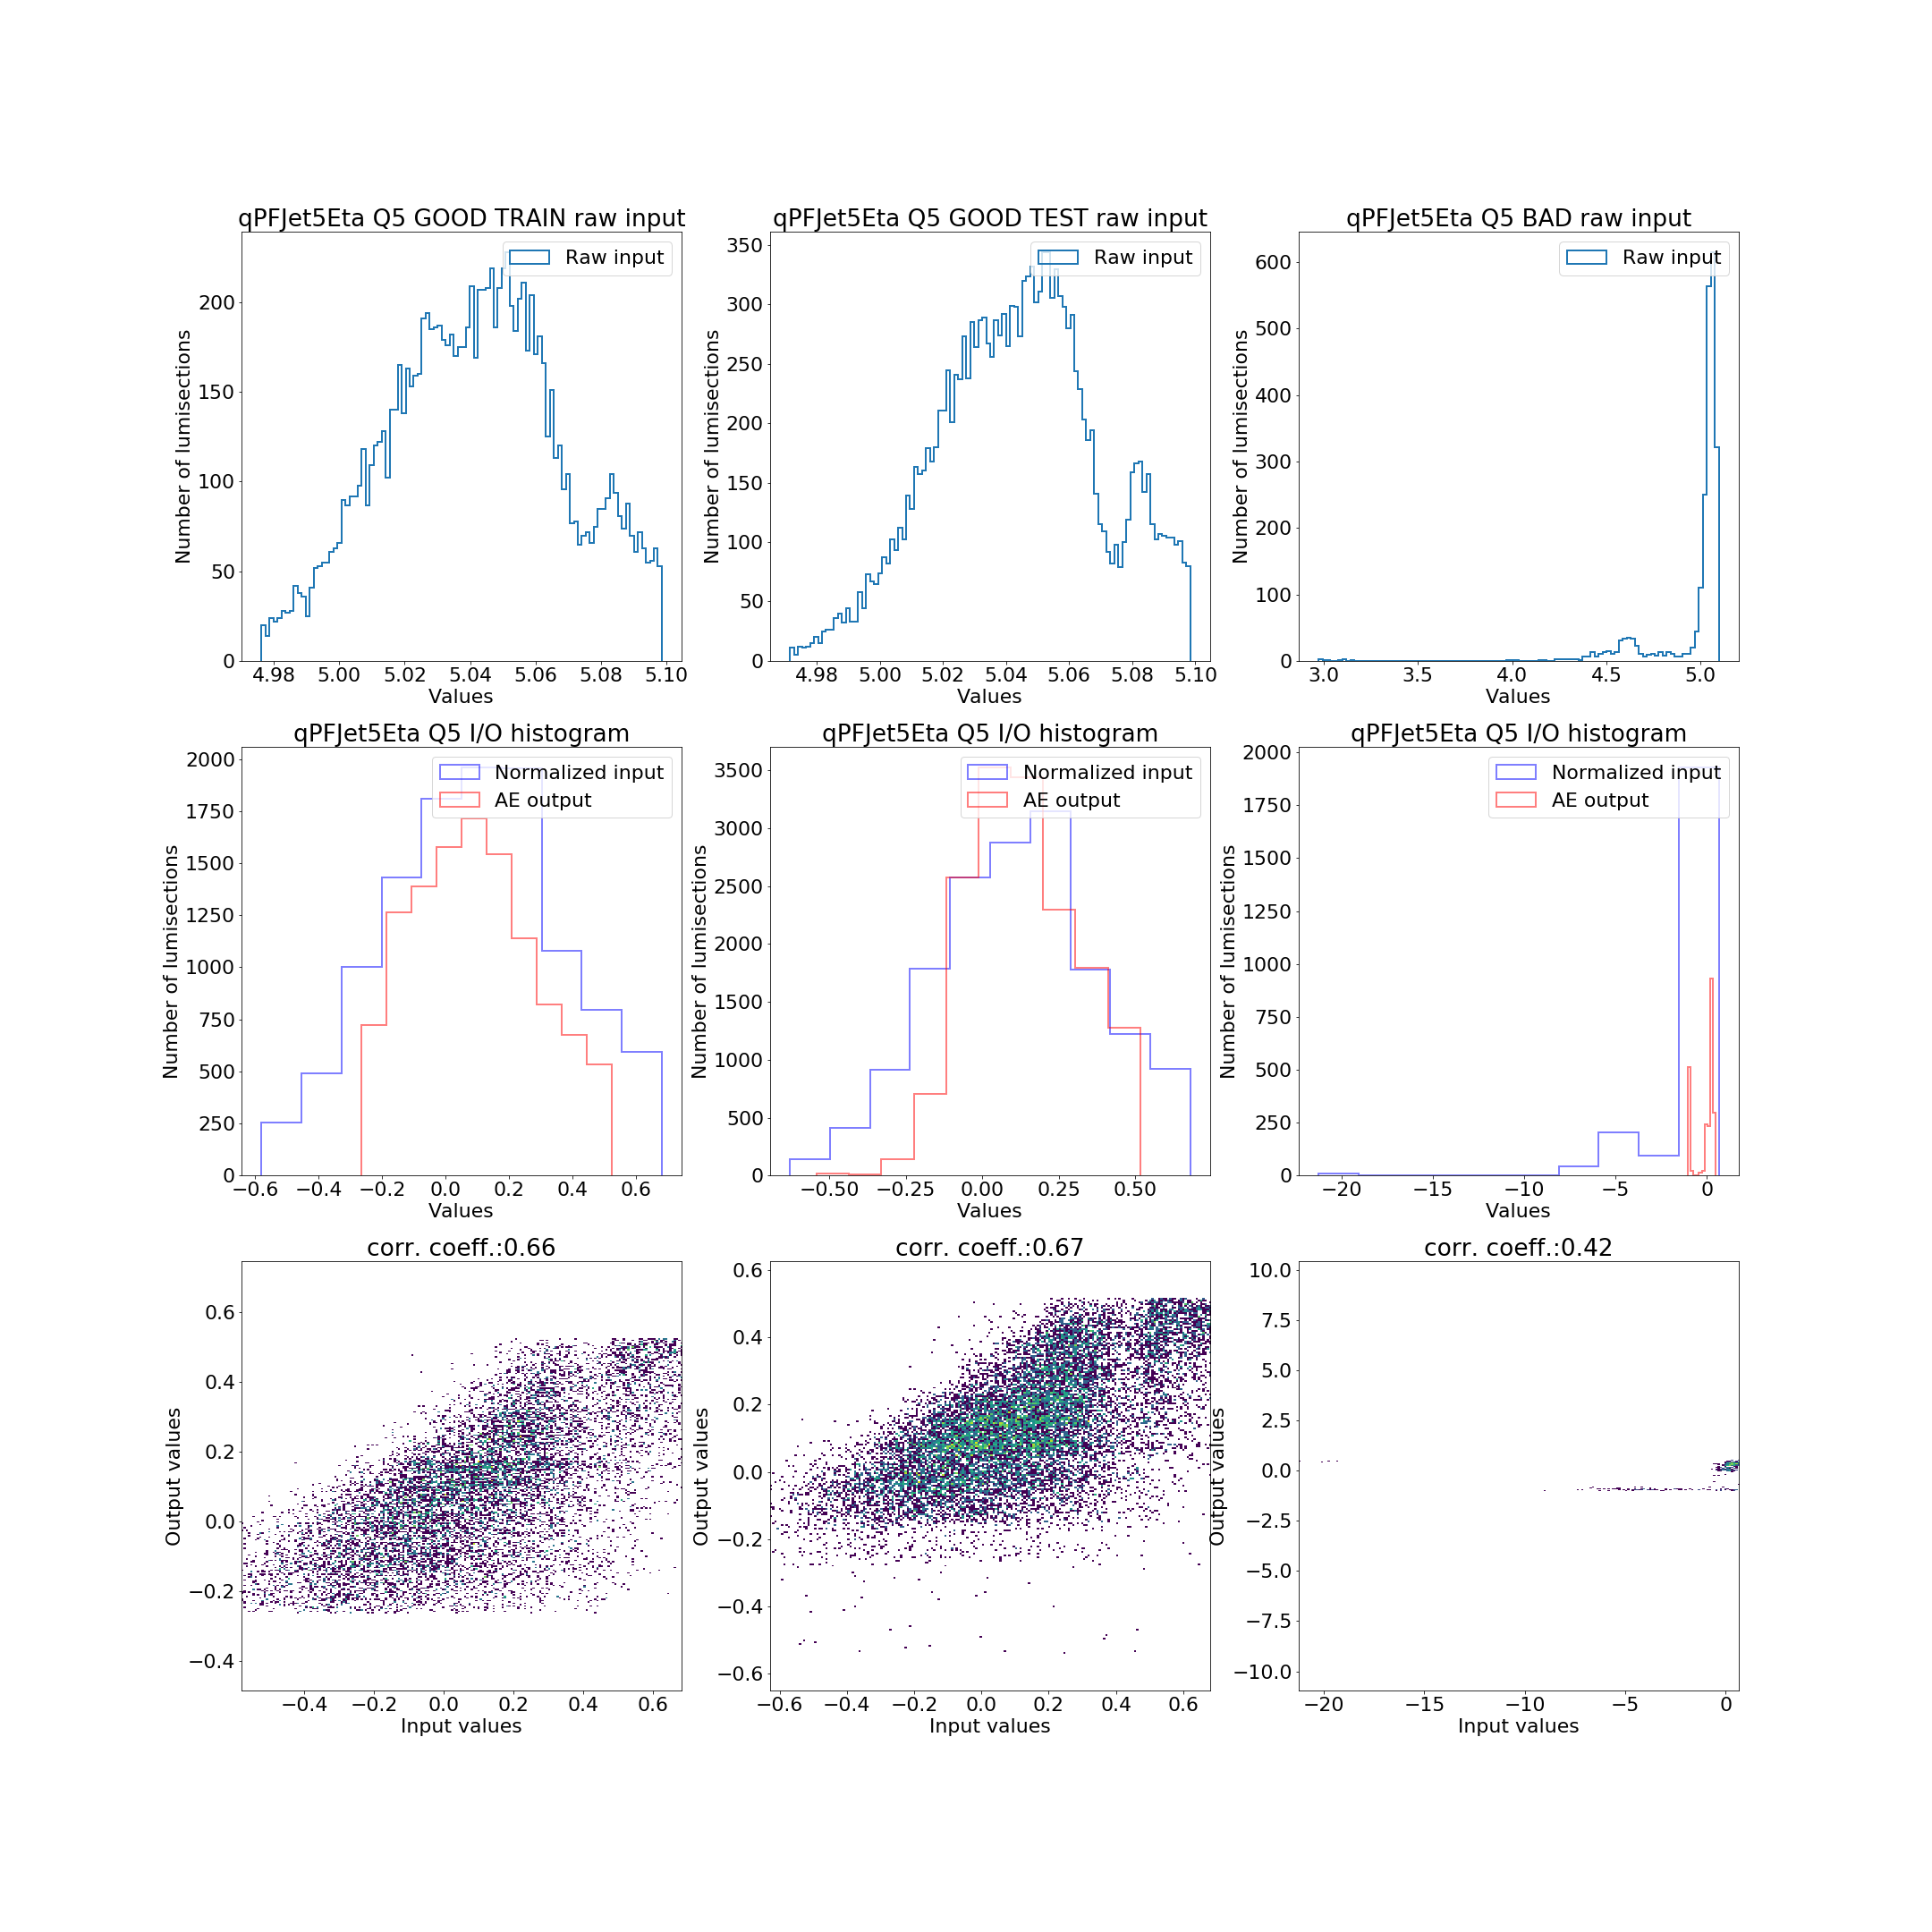 qPFJet5Eta Q5 GOOD TRAIN raw input
Raw input
Number of lumisections
200
150
100
50
0
4.98 5.00 5.02 5.04 5.06 5.08 5.10
Values
qPFJet5Eta Q5 GOOD TEST raw input
Raw input
Number of lumisections
350
300
250
200
150
100
50
0
4.98 5.00 5.02 5.04 5.06 5.08 5.10
Values
qPFJet5Eta Q5 BAD raw input
Raw input
Number of lumisections
600
500
400
300
200
100
0
3.0 3.5 4.0 4.5 5.0
Values
qPFJet5Eta Q5 I/O histogram
Normalized input
AE output
Number of lumisections
2000
1750
1500
1250
1000
750
500
250
0
−0.6 −0.4 −0.2 0.0 0.2 0.4 0.6
Values
qPFJet5Eta Q5 I/O histogram
Normalized input
AE output
Number of lumisections
3500
3000
2500
2000
1500
1000
500
0
−0.50 −0.25 0.00 0.25 0.50
Values
qPFJet5Eta Q5 I/O histogram
Normalized input
AE output
Number of lumisections
2000
1750
1500
1250
1000
750
500
250
0
−20 −15 −10 −5 0
Values
corr. coeff.:0.66
Output values
0.6
0.4
0.2
0.0
−0.2
−0.4
−0.4 −0.2 0.0 0.2 0.4 0.6
Input values
corr. coeff.:0.67
Output values
0.6
0.4
0.2
0.0
−0.2
−0.4
−0.6
−0.6 −0.4 −0.2 0.0 0.2 0.4 0.6
Input values
corr. coeff.:0.42
Output values
10.0
7.5
5.0
2.5
0.0
−2.5
−5.0
−7.5
−10.0
−20 −15 −10 −5 0
Input values